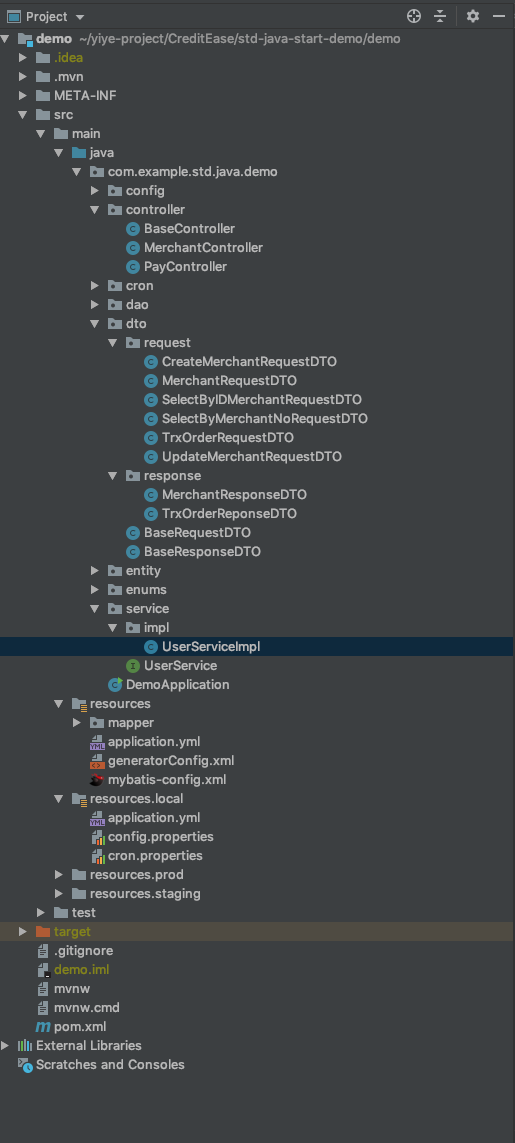 Project
demo ~/yiye-project/CreditEase/std-java-start-demo/demo
.idea
.mvn
META-INF
src
main
java
com.example.std.java.demo
config
controller
BaseController
MerchantController
PayController
cron
dao
dto
request
CreateMerchantRequestDTO
MerchantRequestDTO
SelectByIDMerchantRequestDTO
SelectByMerchantNoRequestDTO
TrxOrderRequestDTO
UpdateMerchantRequestDTO
response
MerchantResponseDTO
TrxOrderReponseDTO
BaseRequestDTO
BaseResponseDTO
entity
enums
service
impl
UserServiceImpl
UserService
DemoApplication
resources
mapper
application.yml
generatorConfig.xml
mybatis-config.xml
resources.local
application.yml
config.properties
cron.properties
resources.prod
resources.staging
test
target
.gitignore
demo.iml
mvnw
mvnw.cmd
pom.xml
External Libraries
Scratches and Consoles